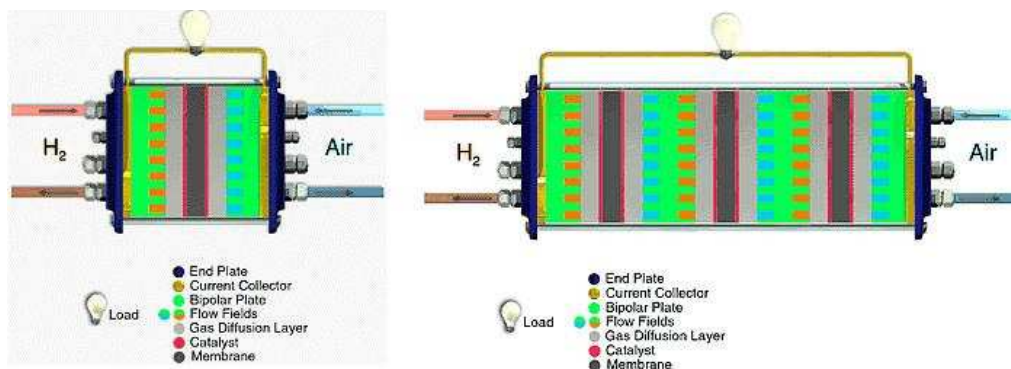 H2
Air
Load
End Plate
Current Collector
Bipolar Plate
Flow Fields
Gas Diffusion Layer
Catalyst
Membrane
H2
Air
Load
End Plate
Current Collector
Bipolar Plate
Flow Fields
Gas Diffusion Layer
Catalyst
Membrane